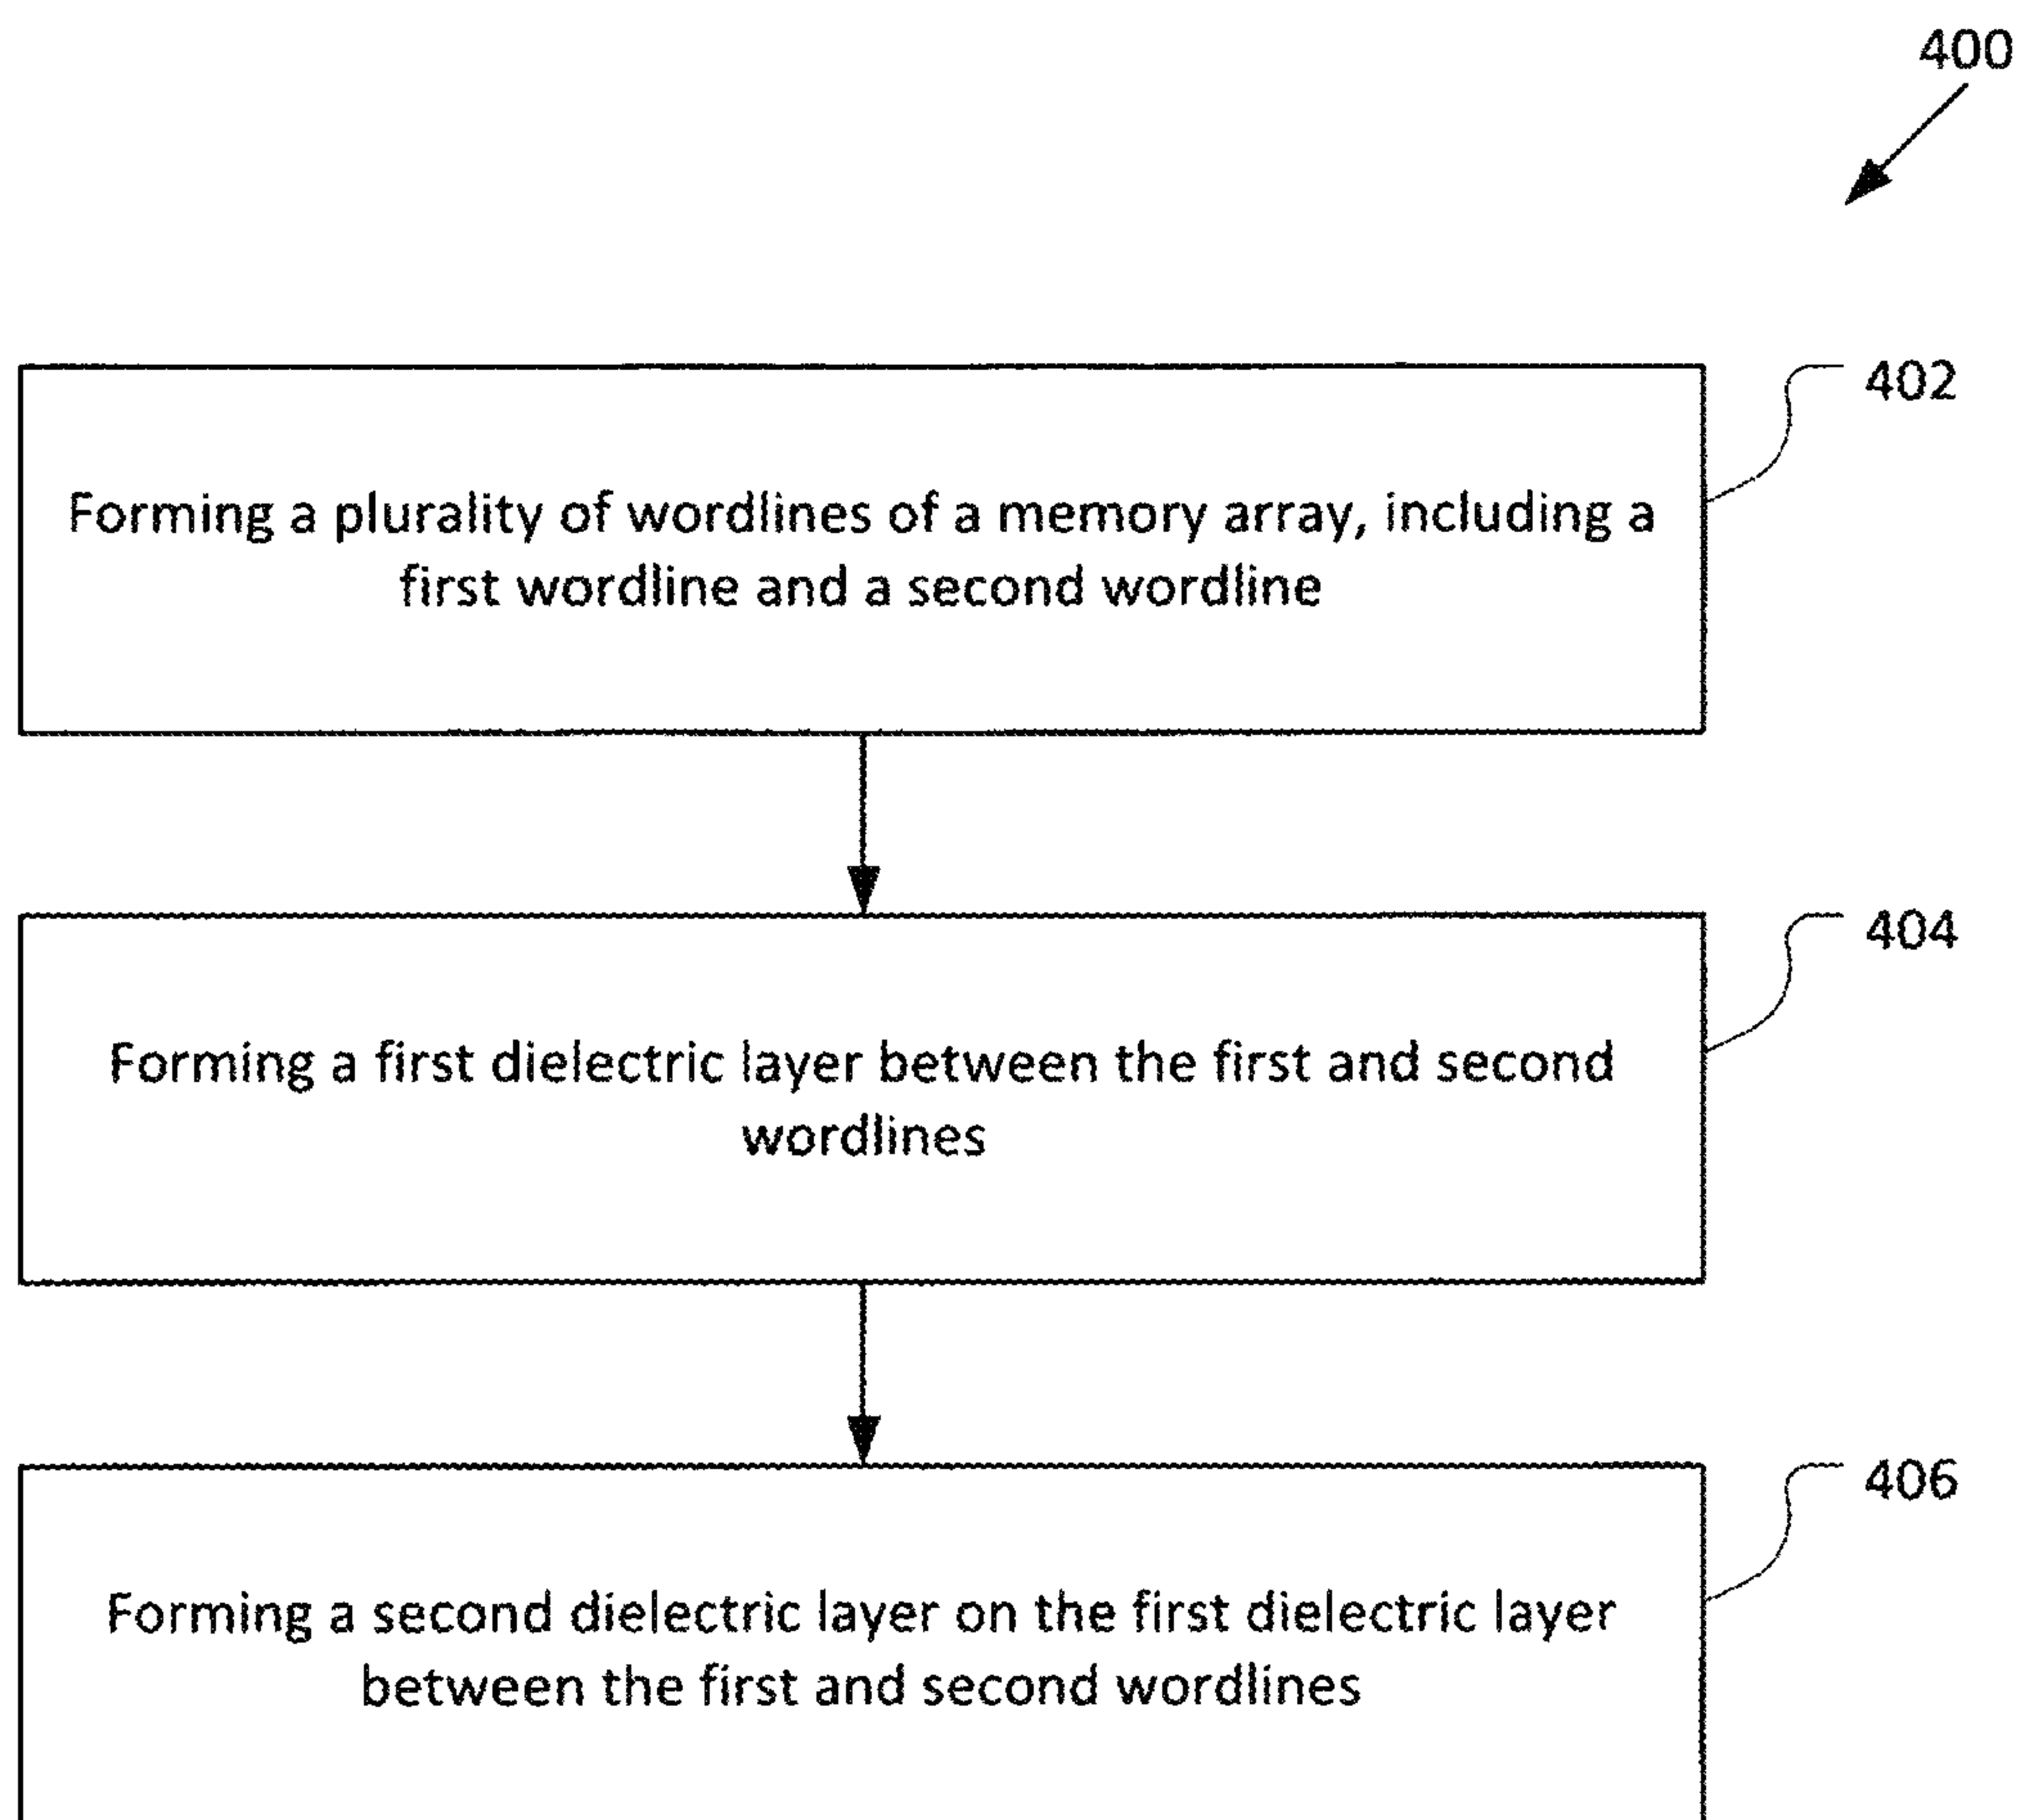 400
402
Forming a plurality of wordlines of a memory array, including a
first wordline and a second wordline
404
Forming a first dielectric layer between the first and second
wordlines
406
Forming a second dielectric layer on the first dielectric layer
between the first and second wordlines